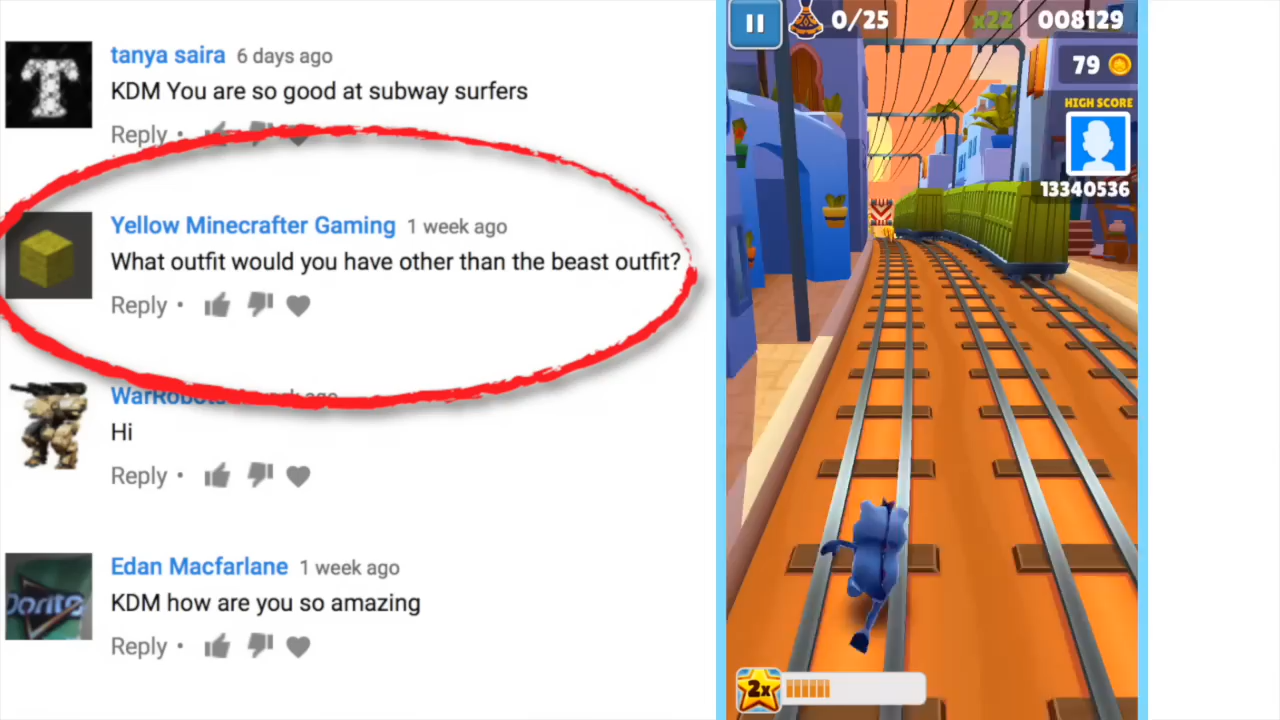 tanya saira 6 days ago
KDM You are so good at subway surfers
Reply
Yellow Minecrafter Gaming 1 week ago
What outfit would you have other than the beast outfit?
Reply
Hi
Reply
Edan Macfarlane 1 week ago
KDM how are you so amazing
Reply
0/25 x22 008129
79
HIGH SCORE
13340536
2x